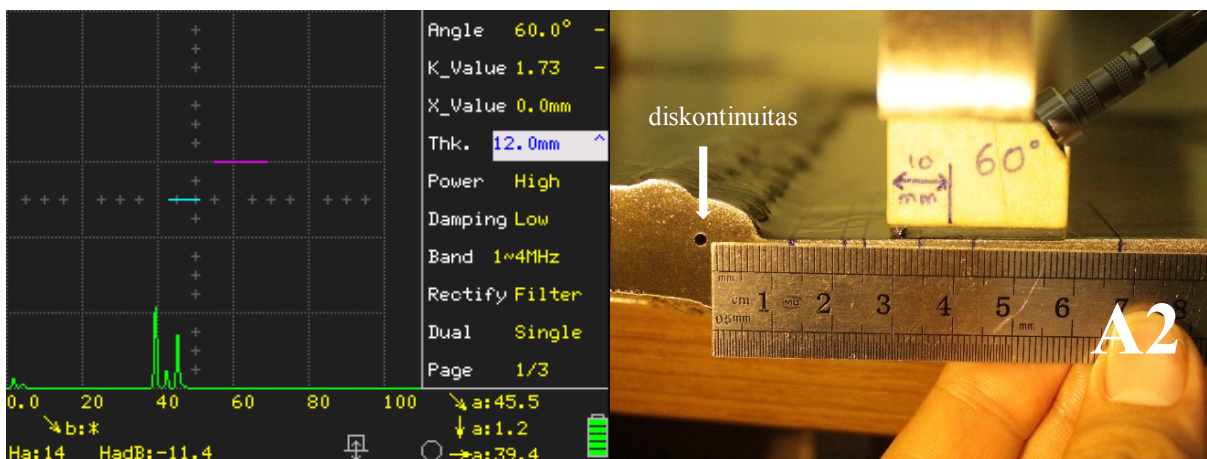 Angle 60.0° -
K_Value 1.73 -
X_Value 0.0mm
Thk. 12.0mm ^
Power High
Damping Low
Band 1~4MHz
Rectify Filter
Dual Single
Page 1/3
0.0 20 40 60 80 100
a:45.5
b:*
a:1.2
Ha:14 HadB:-11.4
a:39.4
diskontinuitas
10
mm
60°
mm
cm 1 MC 2 3 4 5 6 7 8
0.5mm mm
A2